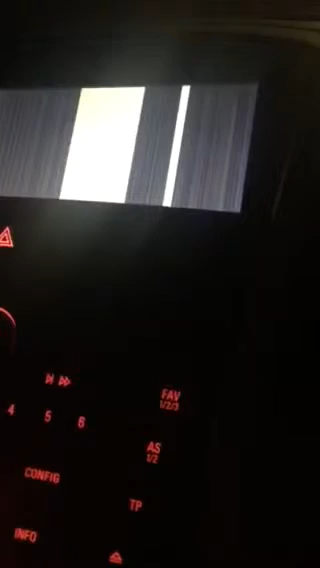 FAV
1/2/3
4 5 6
AS
1/2
CONFIG
TP
INFO